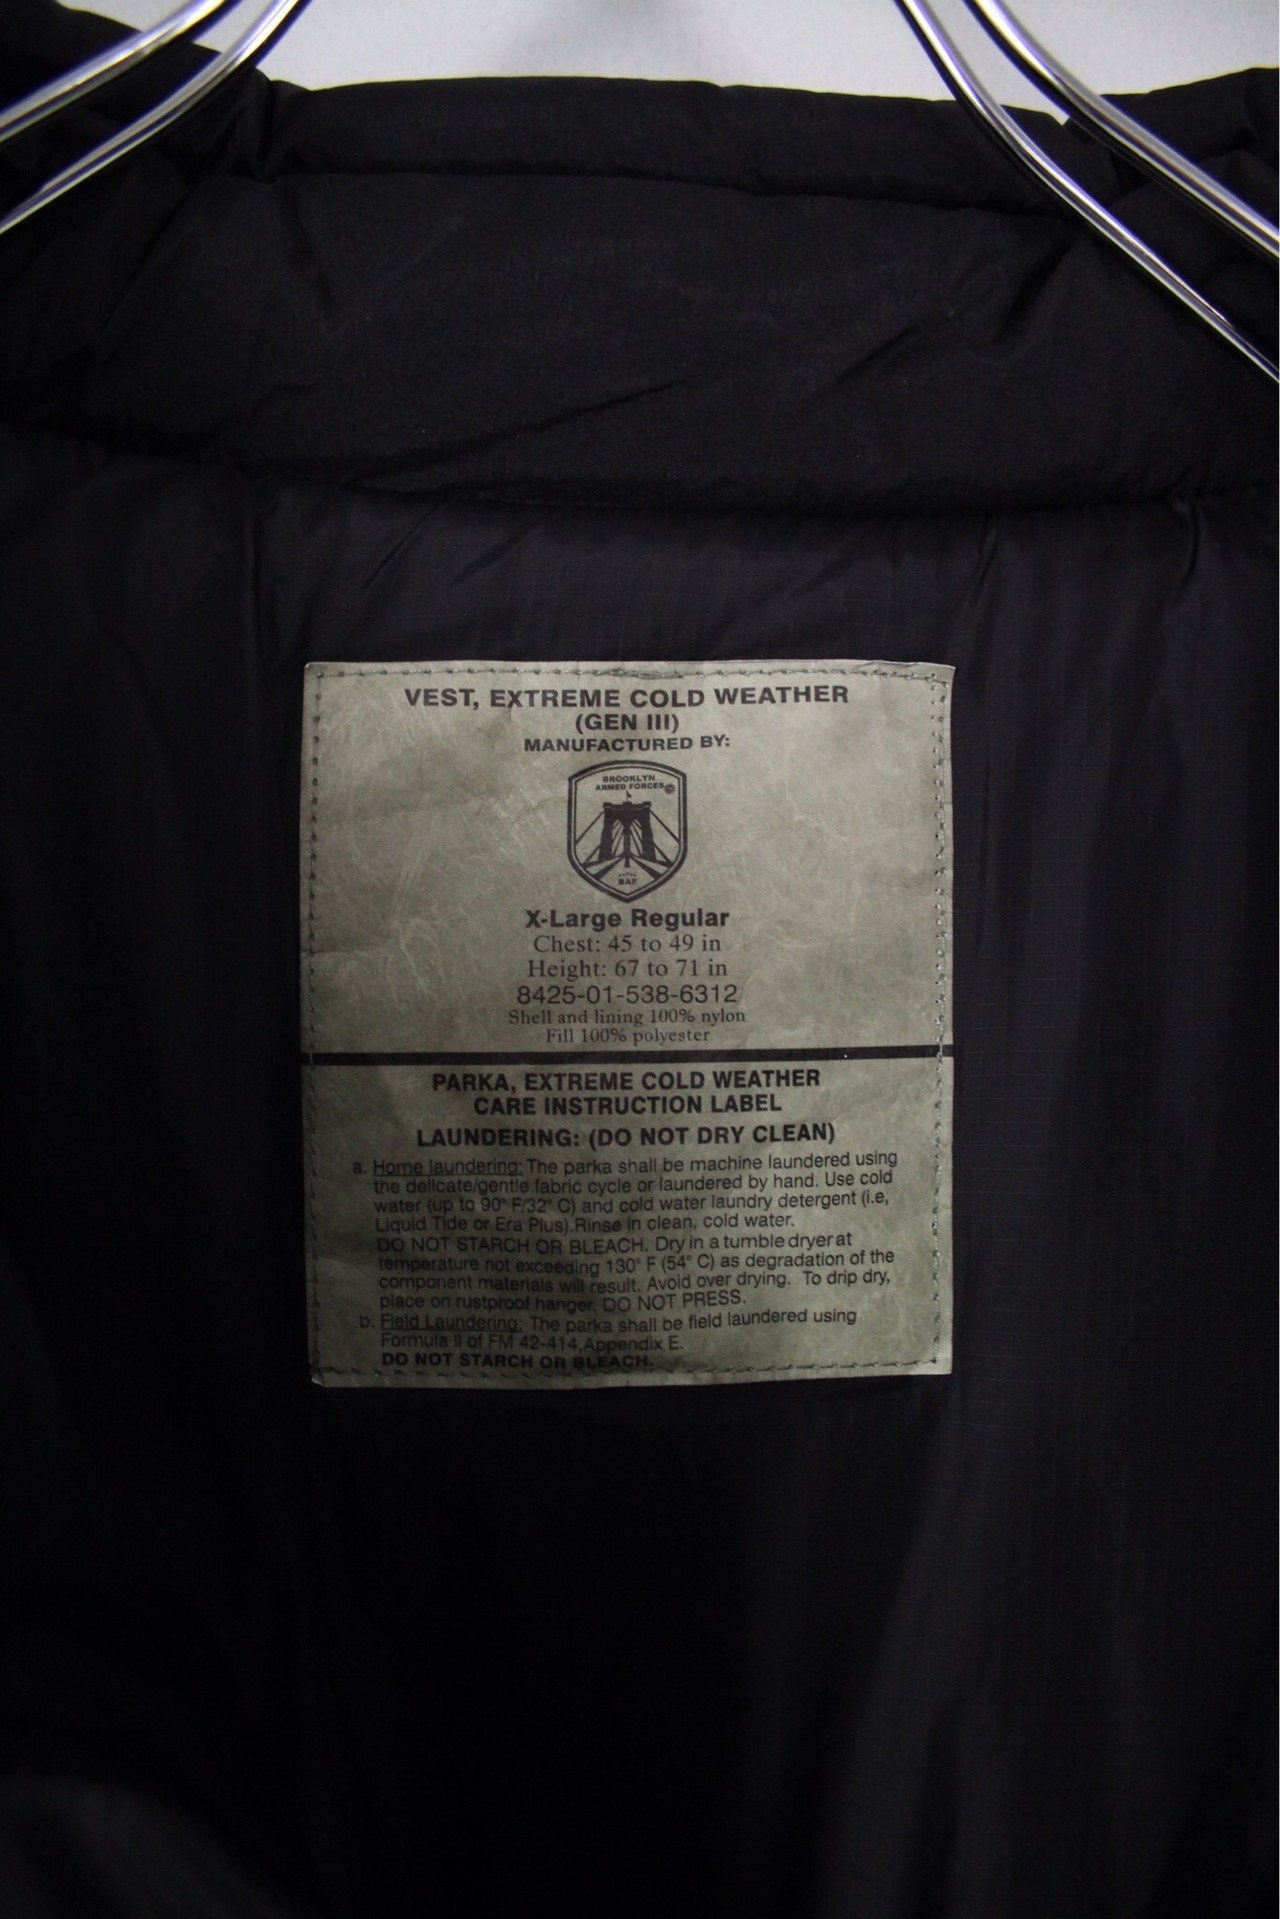 VEST, EXTREME COLD WEATHER
(GEN III)
MANUFACTURED BY:
BROOKLYN
ARMED FORCES
BAF
X-Large Regular
Chest: 45 to 49 in
Height: 67 to 71 in
8425-01-538-6312
Shell and lining 100% nylon
Fill 100% polyester
PARKA, EXTREME COLD WEATHER
CARE INSTRUCTION LABEL
LAUNDERING: (DO NOT DRY CLEAN)
a. Home laundering: The parka shall be machine laundered using
the delicate/gentle fabric cycle or laundered by hand. Use cold
water (up to 90° F/32° C) and cold water laundry detergent (i.e,
Liquid Tide or Era Plus).Rinse in clean, cold water.
DO NOT STARCH OR BLEACH. Dry in a tumble dryer at
temperature not exceeding 130° F (54° C) as degradation of the
component materials will result. Avoid over drying. To drip dry,
place on rustproof hanger. DO NOT PRESS.
b. Field Laundering: The parka shall be field laundered using
Formula II of FM 42-414,Appendix E.
DO NOT STARCH OR BLEACH.